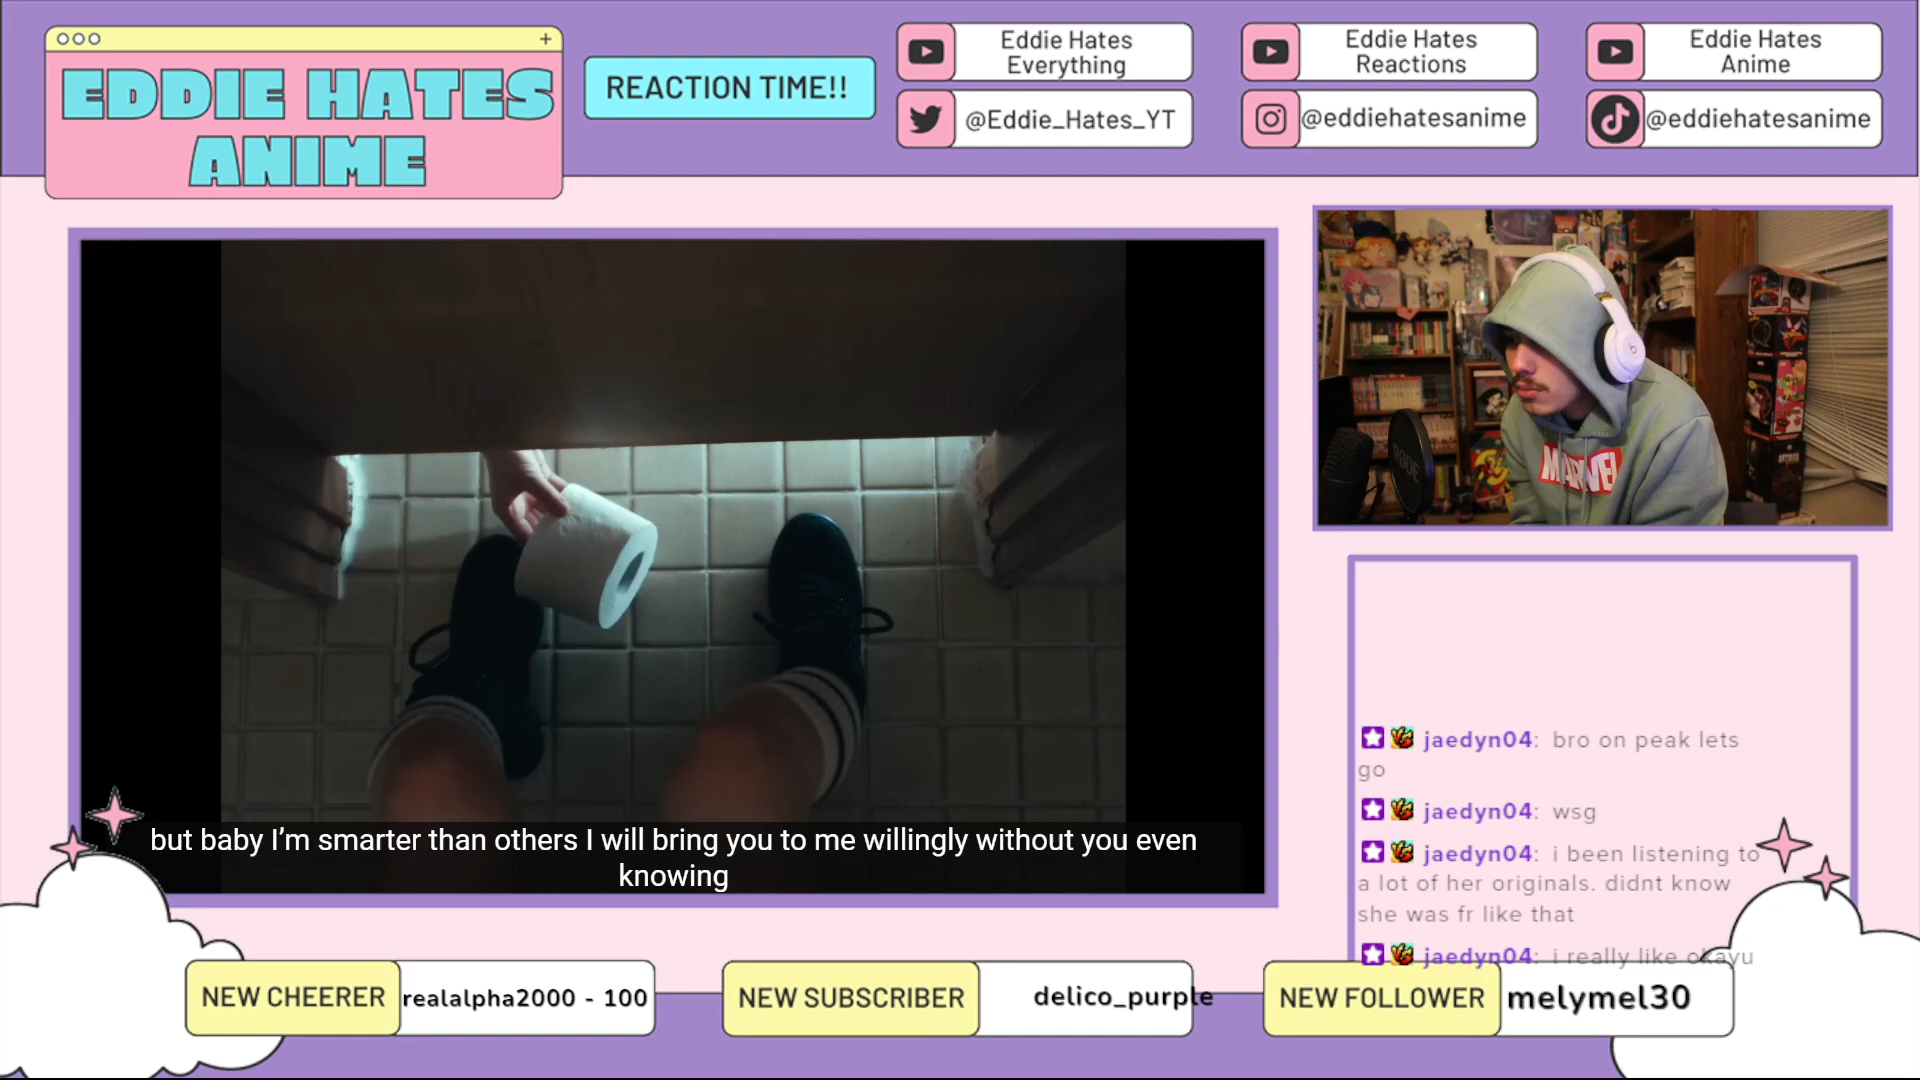 EDDIE HATES
ANIME
REACTION TIME!!
Eddie Hates
Everything
Eddie Hates
Reactions
Eddie Hates
Anime
@Eddie_Hates_YT
@eddiehatesanime
@eddiehatesanime
MARVEL
but baby I'm smarter than others I will bring you to me willingly without you even
knowing
jaedyn04: bro on peak lets
go
jaedyn04: wsg
jaedyn04: i been listening to
a lot of her originals. didnt know
she was fr like that
jaedyn04: i really like okayu
NEW CHEERER
realalpha2000 - 100
NEW SUBSCRIBER
delico_purple
NEW FOLLOWER
melymel30